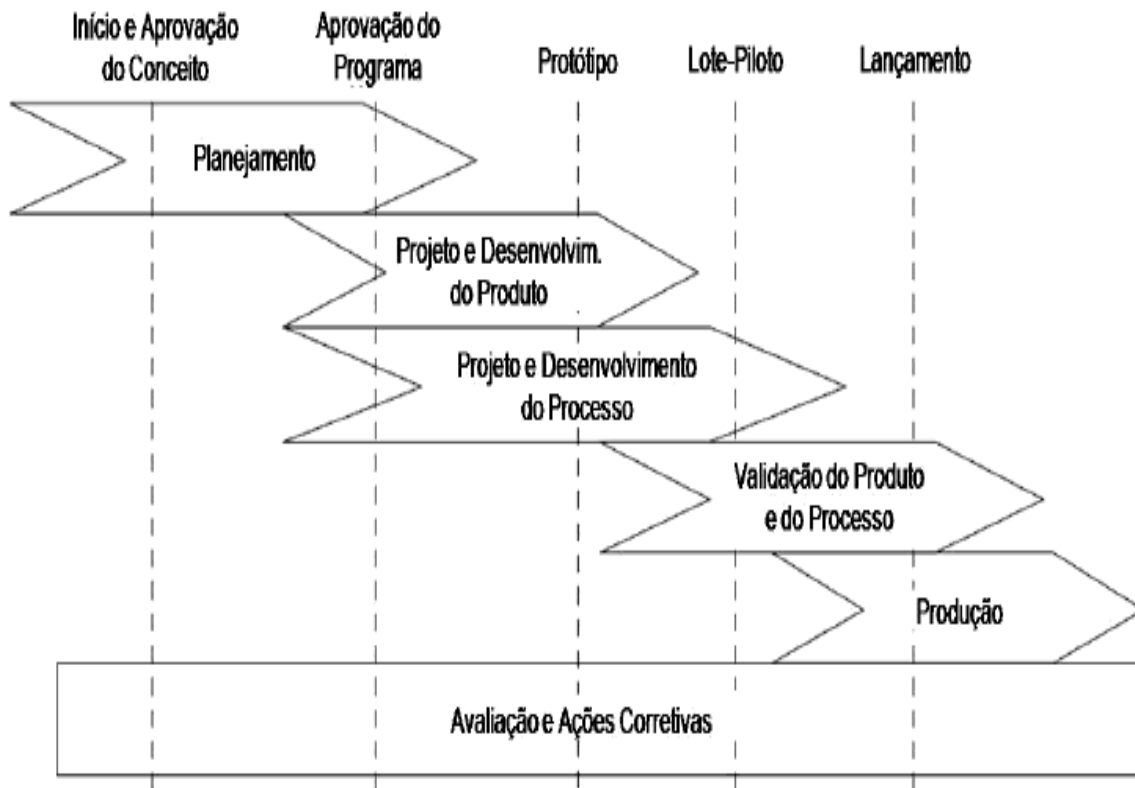 Início e Aprovação
do Conceito
Aprovação do
Programa
Protótipo
Lote-Piloto
Lançamento
Planejamento
Projeto e Desenvolvim.
do Produto
Projeto e Desenvolvimento
do Processo
Validação do Produto
e do Processo
Produção
Avaliação e Ações Corretivas